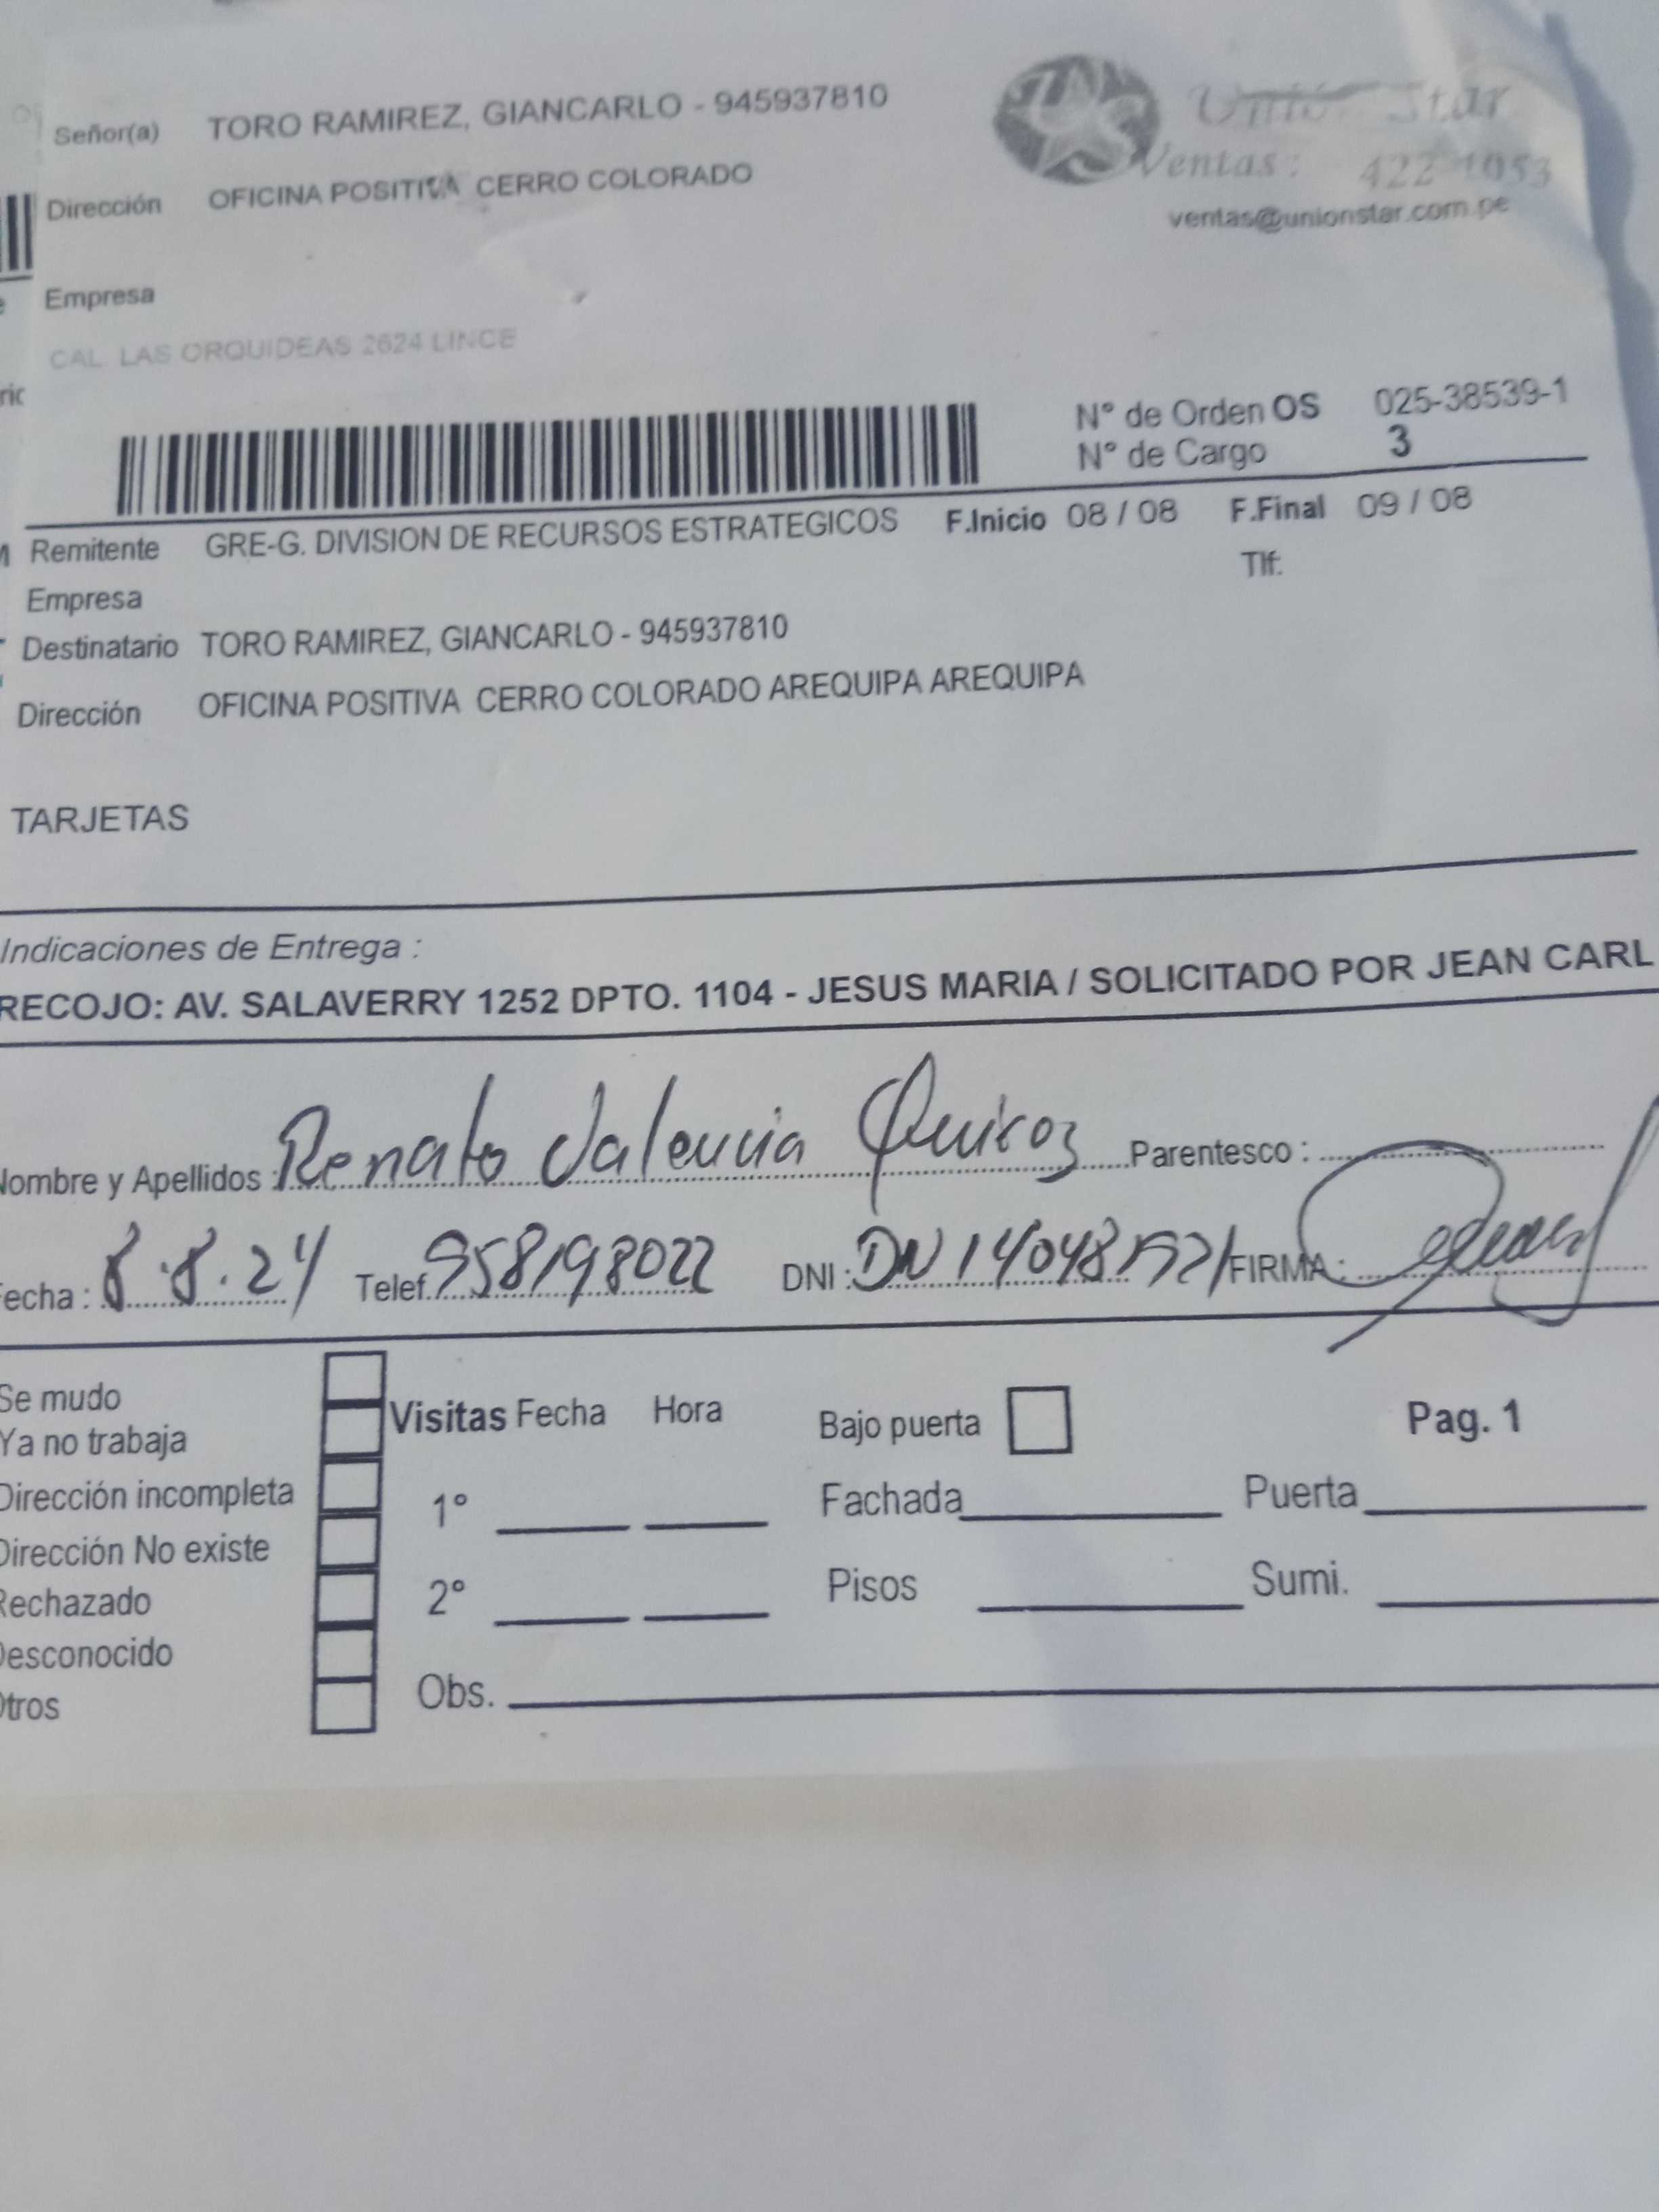 Señor(a) TORO RAMIREZ, GIANCARLO - 945937810
Unión Star
Dirección OFICINA POSITIVA CERRO COLORADO
Ventas: 422-1053
ventas@unionstar.com.pe
Empresa
CAL LAS ORQUIDEAS 2624 LINCE
N° de Orden OS 025-38539-1
N° de Cargo 3
Remitente GRE-G. DIVISION DE RECURSOS ESTRATEGICOS F.Inicio 08 / 08 F.Final 09 / 08
Tlf:
Empresa
Destinatario TORO RAMIREZ, GIANCARLO - 945937810
Dirección OFICINA POSITIVA CERRO COLORADO AREQUIPA AREQUIPA
TARJETAS
Indicaciones de Entrega :
RECOJO: AV. SALAVERRY 1252 DPTO. 1104 - JESUS MARIA / SOLICITADO POR JEAN CARL
Nombre y Apellidos : Renato Valencia Quiroz Parentesco :
Fecha : 8.8.24 Telef. 958198022 DNI : FIRMA :
Se mudo
Ya no trabaja
Dirección incompleta
Dirección No existe
Rechazado
Desconocido
Otros
Visitas Fecha Hora
1°
2°
Obs.
Bajo puerta
Pag. 1
Fachada Puerta
Pisos Sumi.